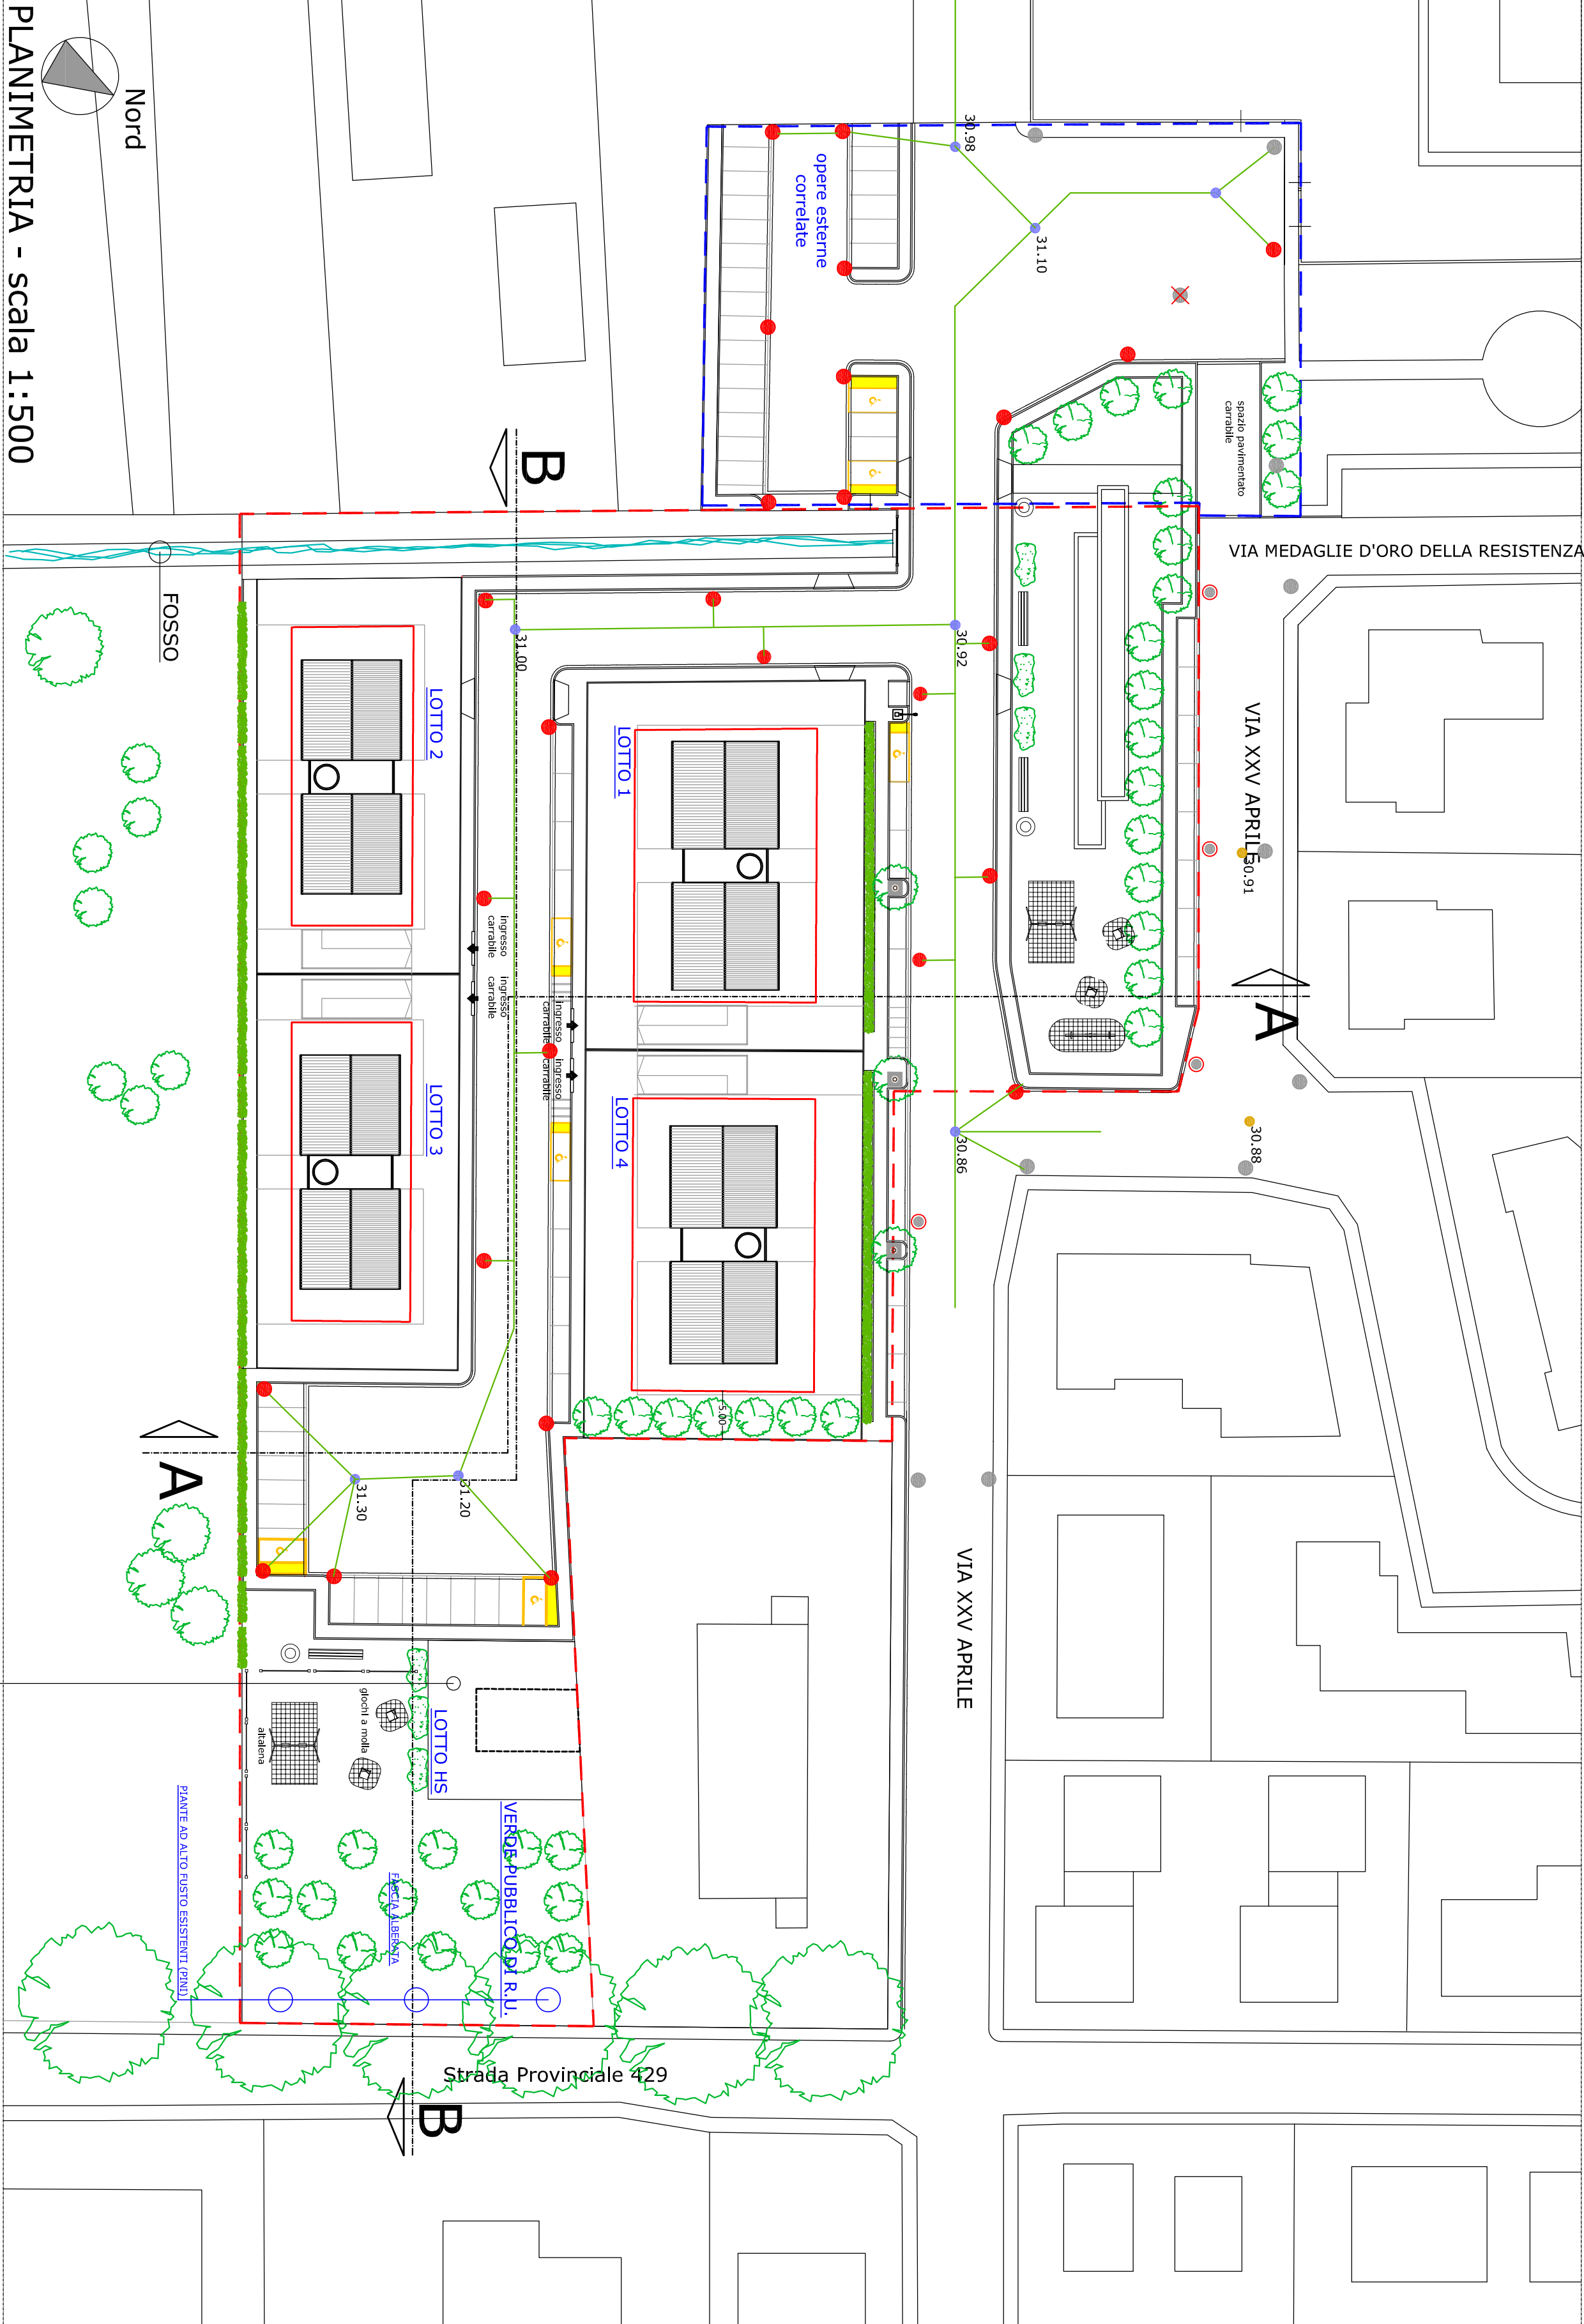 PLANIMETRIA - scala 1:500
Nord
opere esterne
correlate
30.98
31.10
spazio pavimentato
carrabile
VIA MEDAGLIE D'ORO DELLA RESISTENZA
B
FOSSO
31.00
30.92
LOTTO 2
LOTTO 1
VIA XXV APRILE
30.91
ingresso
carrabile
ingresso
carrabile
ingresso
carrabile
ingresso
carrabile
A
LOTTO 3
LOTTO 4
30.86
30.88
5.00
A
31.30
31.20
VIA XXV APRILE
giochi a molla
altalena
LOTTO HS
VERDE PUBBLICO DI R.U.
FASCIA ALBERATA
PIANTE AD ALTO FUSTO ESISTENTI (PINI)
Strada Provinciale 429
B